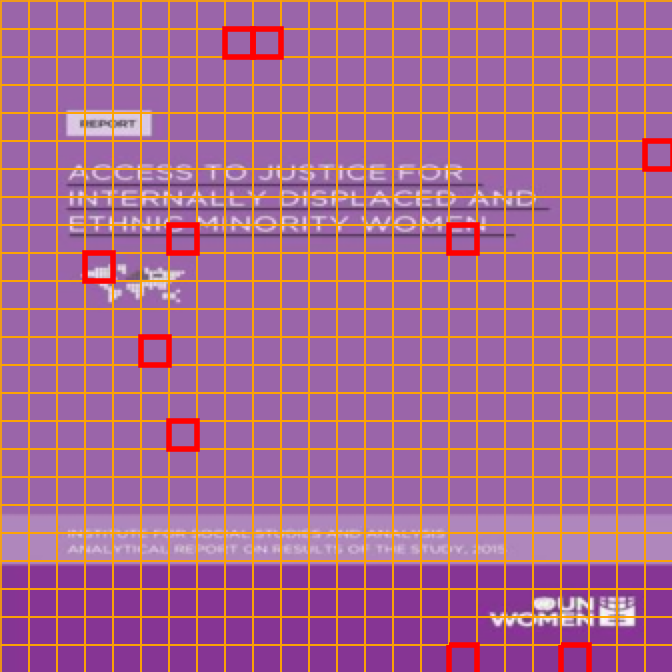 REPORT
ACCESS TO JUSTICE FOR
INTERNALLY DISPLACED AND
ETHNIC MINORITY WOMEN
INSTITUTE FOR SOCIAL STUDIES AND ANALYSIS
ANALYTICAL REPORT ON RESULTS OF THE STUDY, 2015
UN
WOMEN